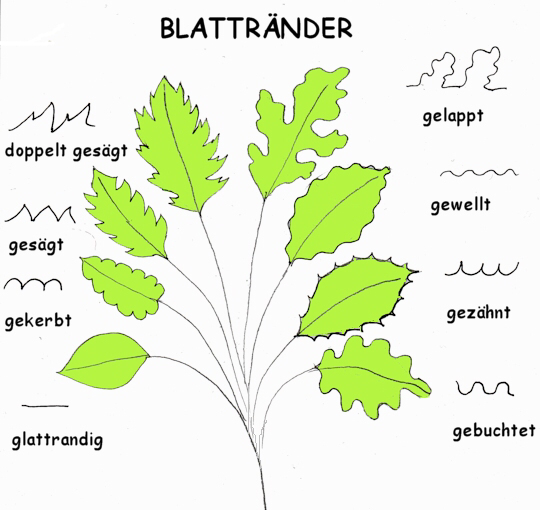 BLATTRÄNDER
doppelt gesägt
gesägt
gekerbt
glattrandig
gelappt
gewellt
gezähnt
gebuchtet